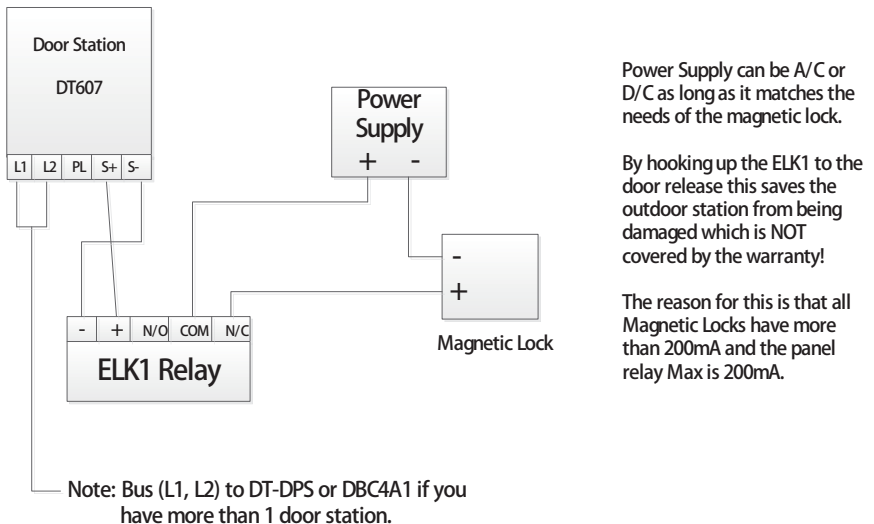 Door Station
DT607
L1 L2 PL S+ S-
Power
Supply
+ -
-
+
Magnetic Lock
- + N/O COM N/C
ELK1 Relay
Note: Bus (L1, L2) to DT-DPS or DBC4A1 if you
have more than 1 door station.
Power Supply can be A/C or
D/C as long as it matches the
needs of the magnetic lock.
By hooking up the ELK1 to the
door release this saves the
outdoor station from being
damaged which is NOT
covered by the warranty!
The reason for this is that all
Magnetic Locks have more
than 200mA and the panel
relay Max is 200mA.